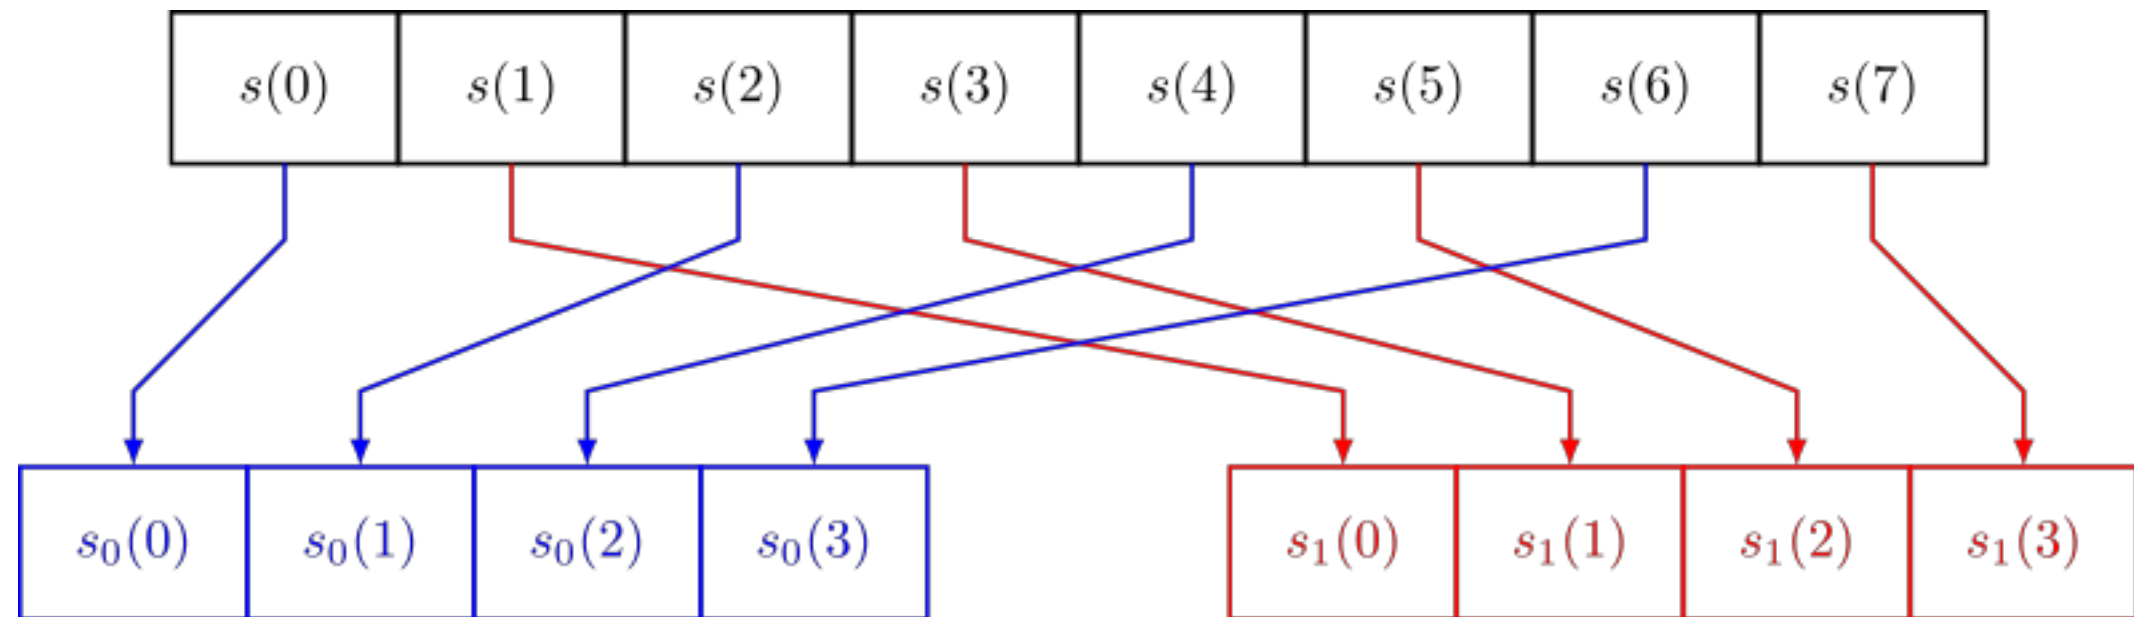 s(0) s(1) s(2) s(3) s(4) s(5) s(6) s(7)
s₀(0) s₀(1) s₀(2) s₀(3) s₁(0) s₁(1) s₁(2) s₁(3)